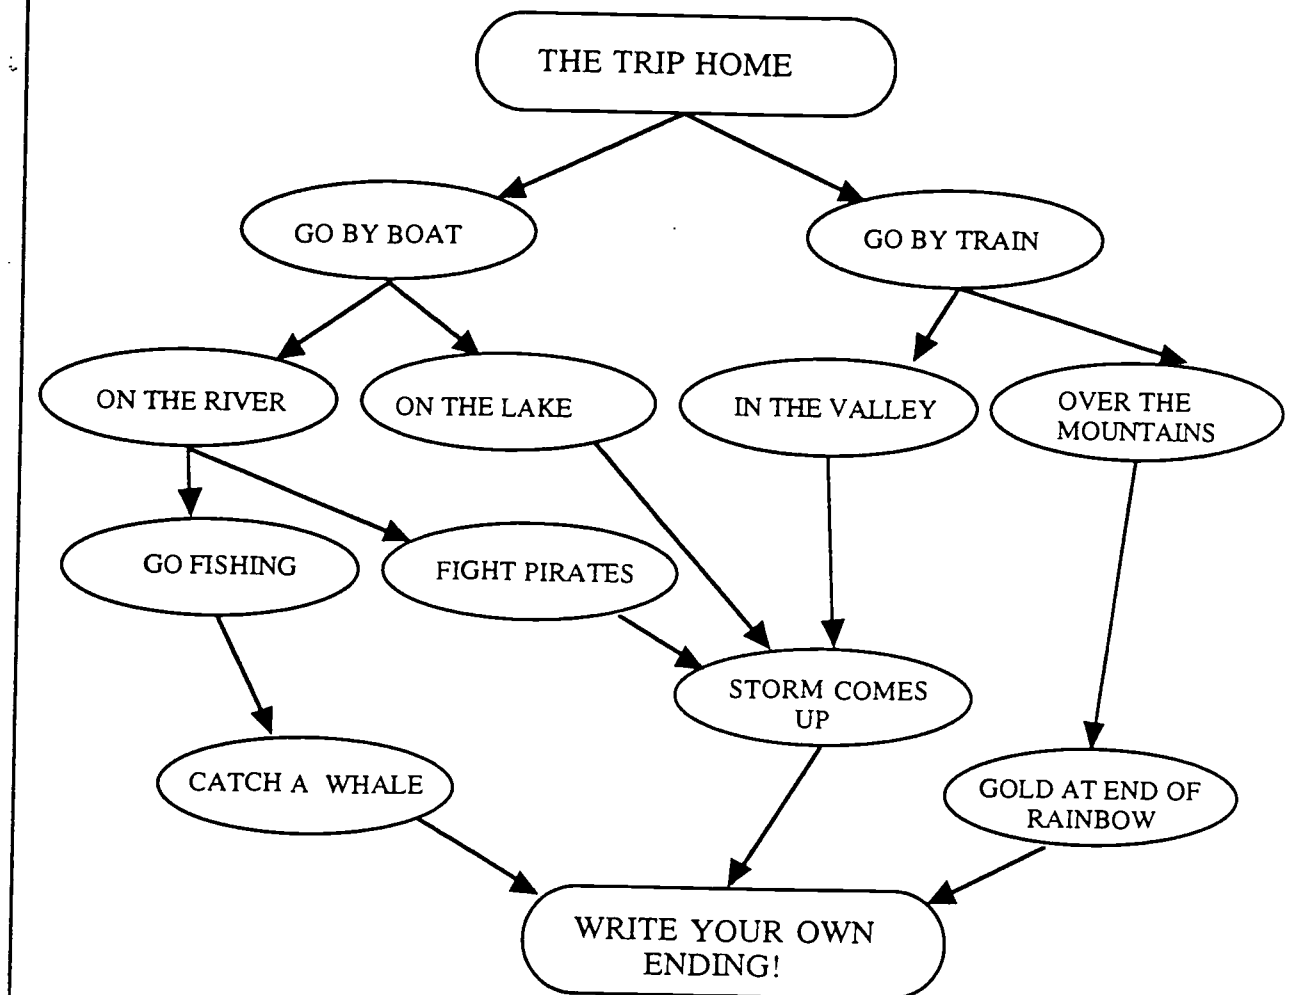 THE TRIP HOME
GO BY BOAT
GO BY TRAIN
ON THE RIVER
ON THE LAKE
IN THE VALLEY
OVER THE
MOUNTAINS
GO FISHING
FIGHT PIRATES
STORM COMES
UP
CATCH A WHALE
GOLD AT END OF
RAINBOW
WRITE YOUR OWN
ENDING!